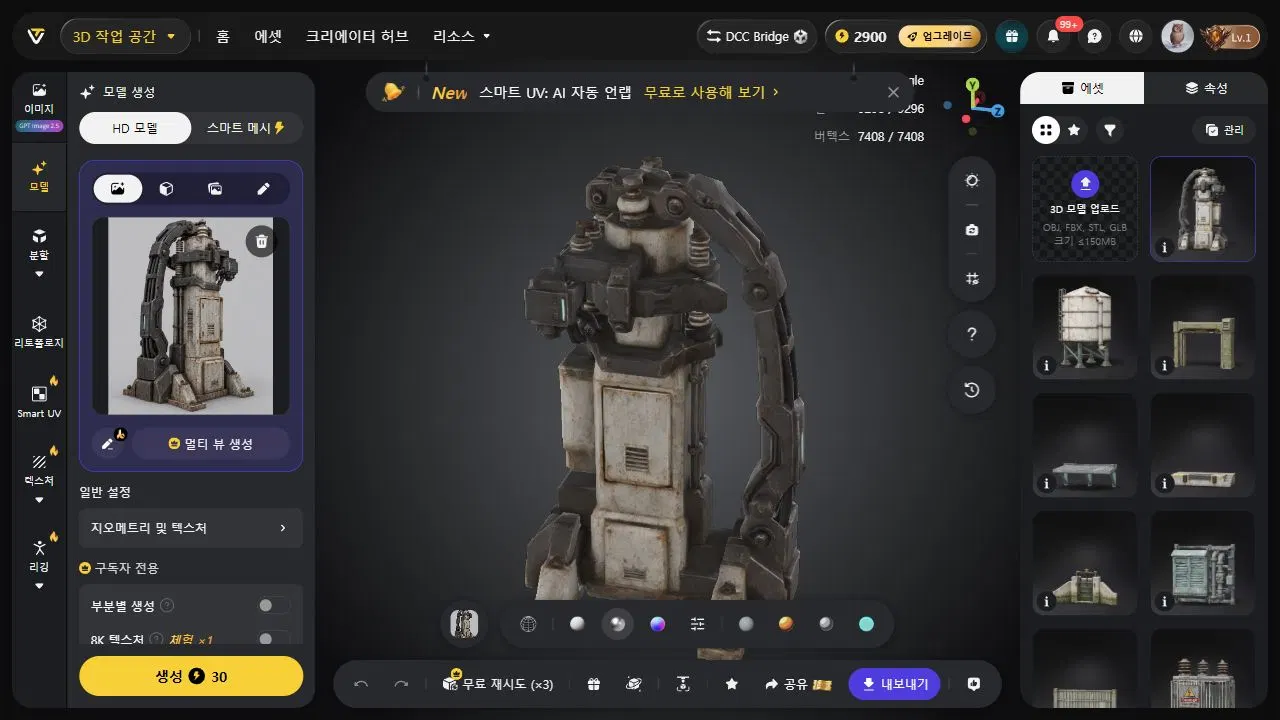 3D 작업 공간
홈
에셋
크리에이터 허브
리소스
DCC Bridge
2900
업그레이드
99+
Lv.1
이미지
GPT Image 2.5
모델
분할
리토폴로지
Smart UV
텍스처
리깅
모델 생성
HD 모델
스마트 메시
멀티 뷰 생성
일반 설정
지오메트리 및 텍스처
구독자 전용
부분별 생성
8K 텍스처
체험 ×1
생성 30
New 스마트 UV: AI 자동 언랩 무료로 사용해 보기
버텍스 7408 / 7408
Y
Z
?
무료 재시도 (×3)
공유
내보내기
에셋
속성
관리
3D 모델 업로드
OBJ, FBX, STL, GLB
크기 ≤150MB